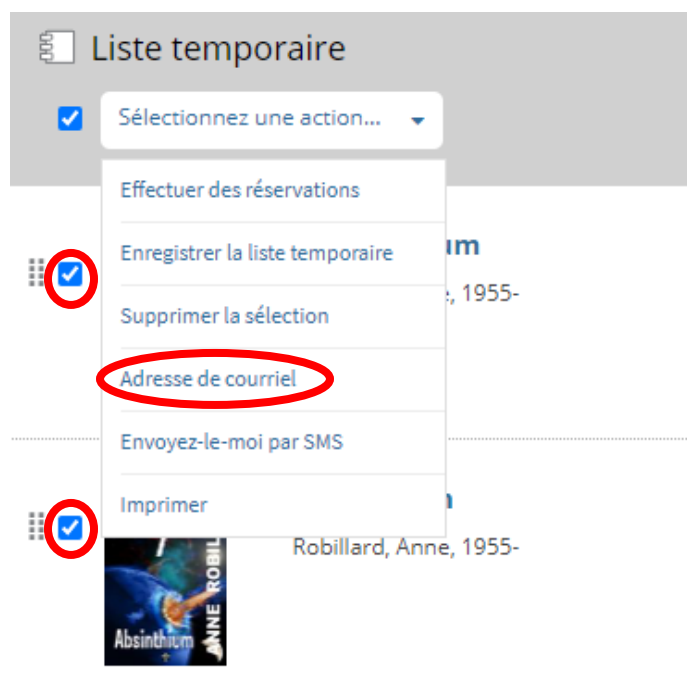 Liste temporaire
Sélectionnez une action...
Effectuer des réservations
Enregistrer la liste temporaire
, 1955-
Supprimer la sélection
Adresse de courriel
Envoyez-le-moi par SMS
Imprimer
Robillard, Anne, 1955-
ANNE ROBIL
Absinthium